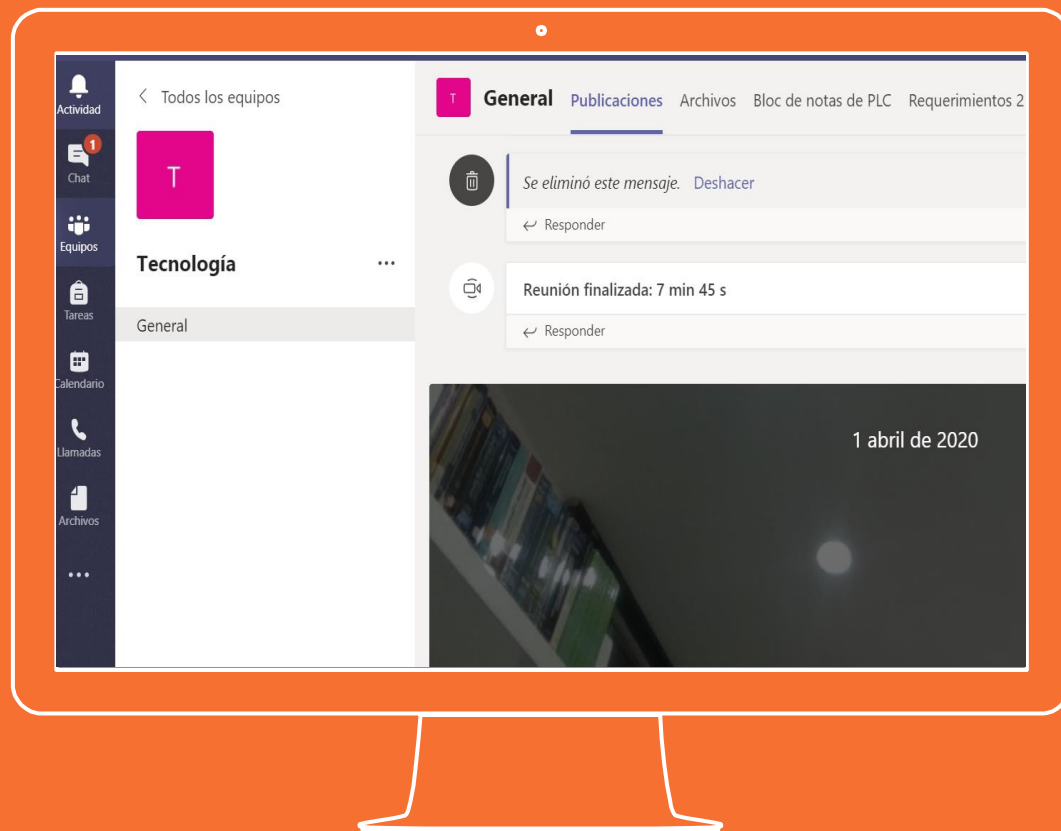 Actividad
Chat
1
Equipos
Tareas
Calendario
Llamadas
Archivos
Todos los equipos
T
Tecnología
General
T General Publicaciones Archivos Bloc de notas de PLC Requerimientos 2
Se eliminó este mensaje. Deshacer
Responder
Reunión finalizada: 7 min 45 s
Responder
1 abril de 2020